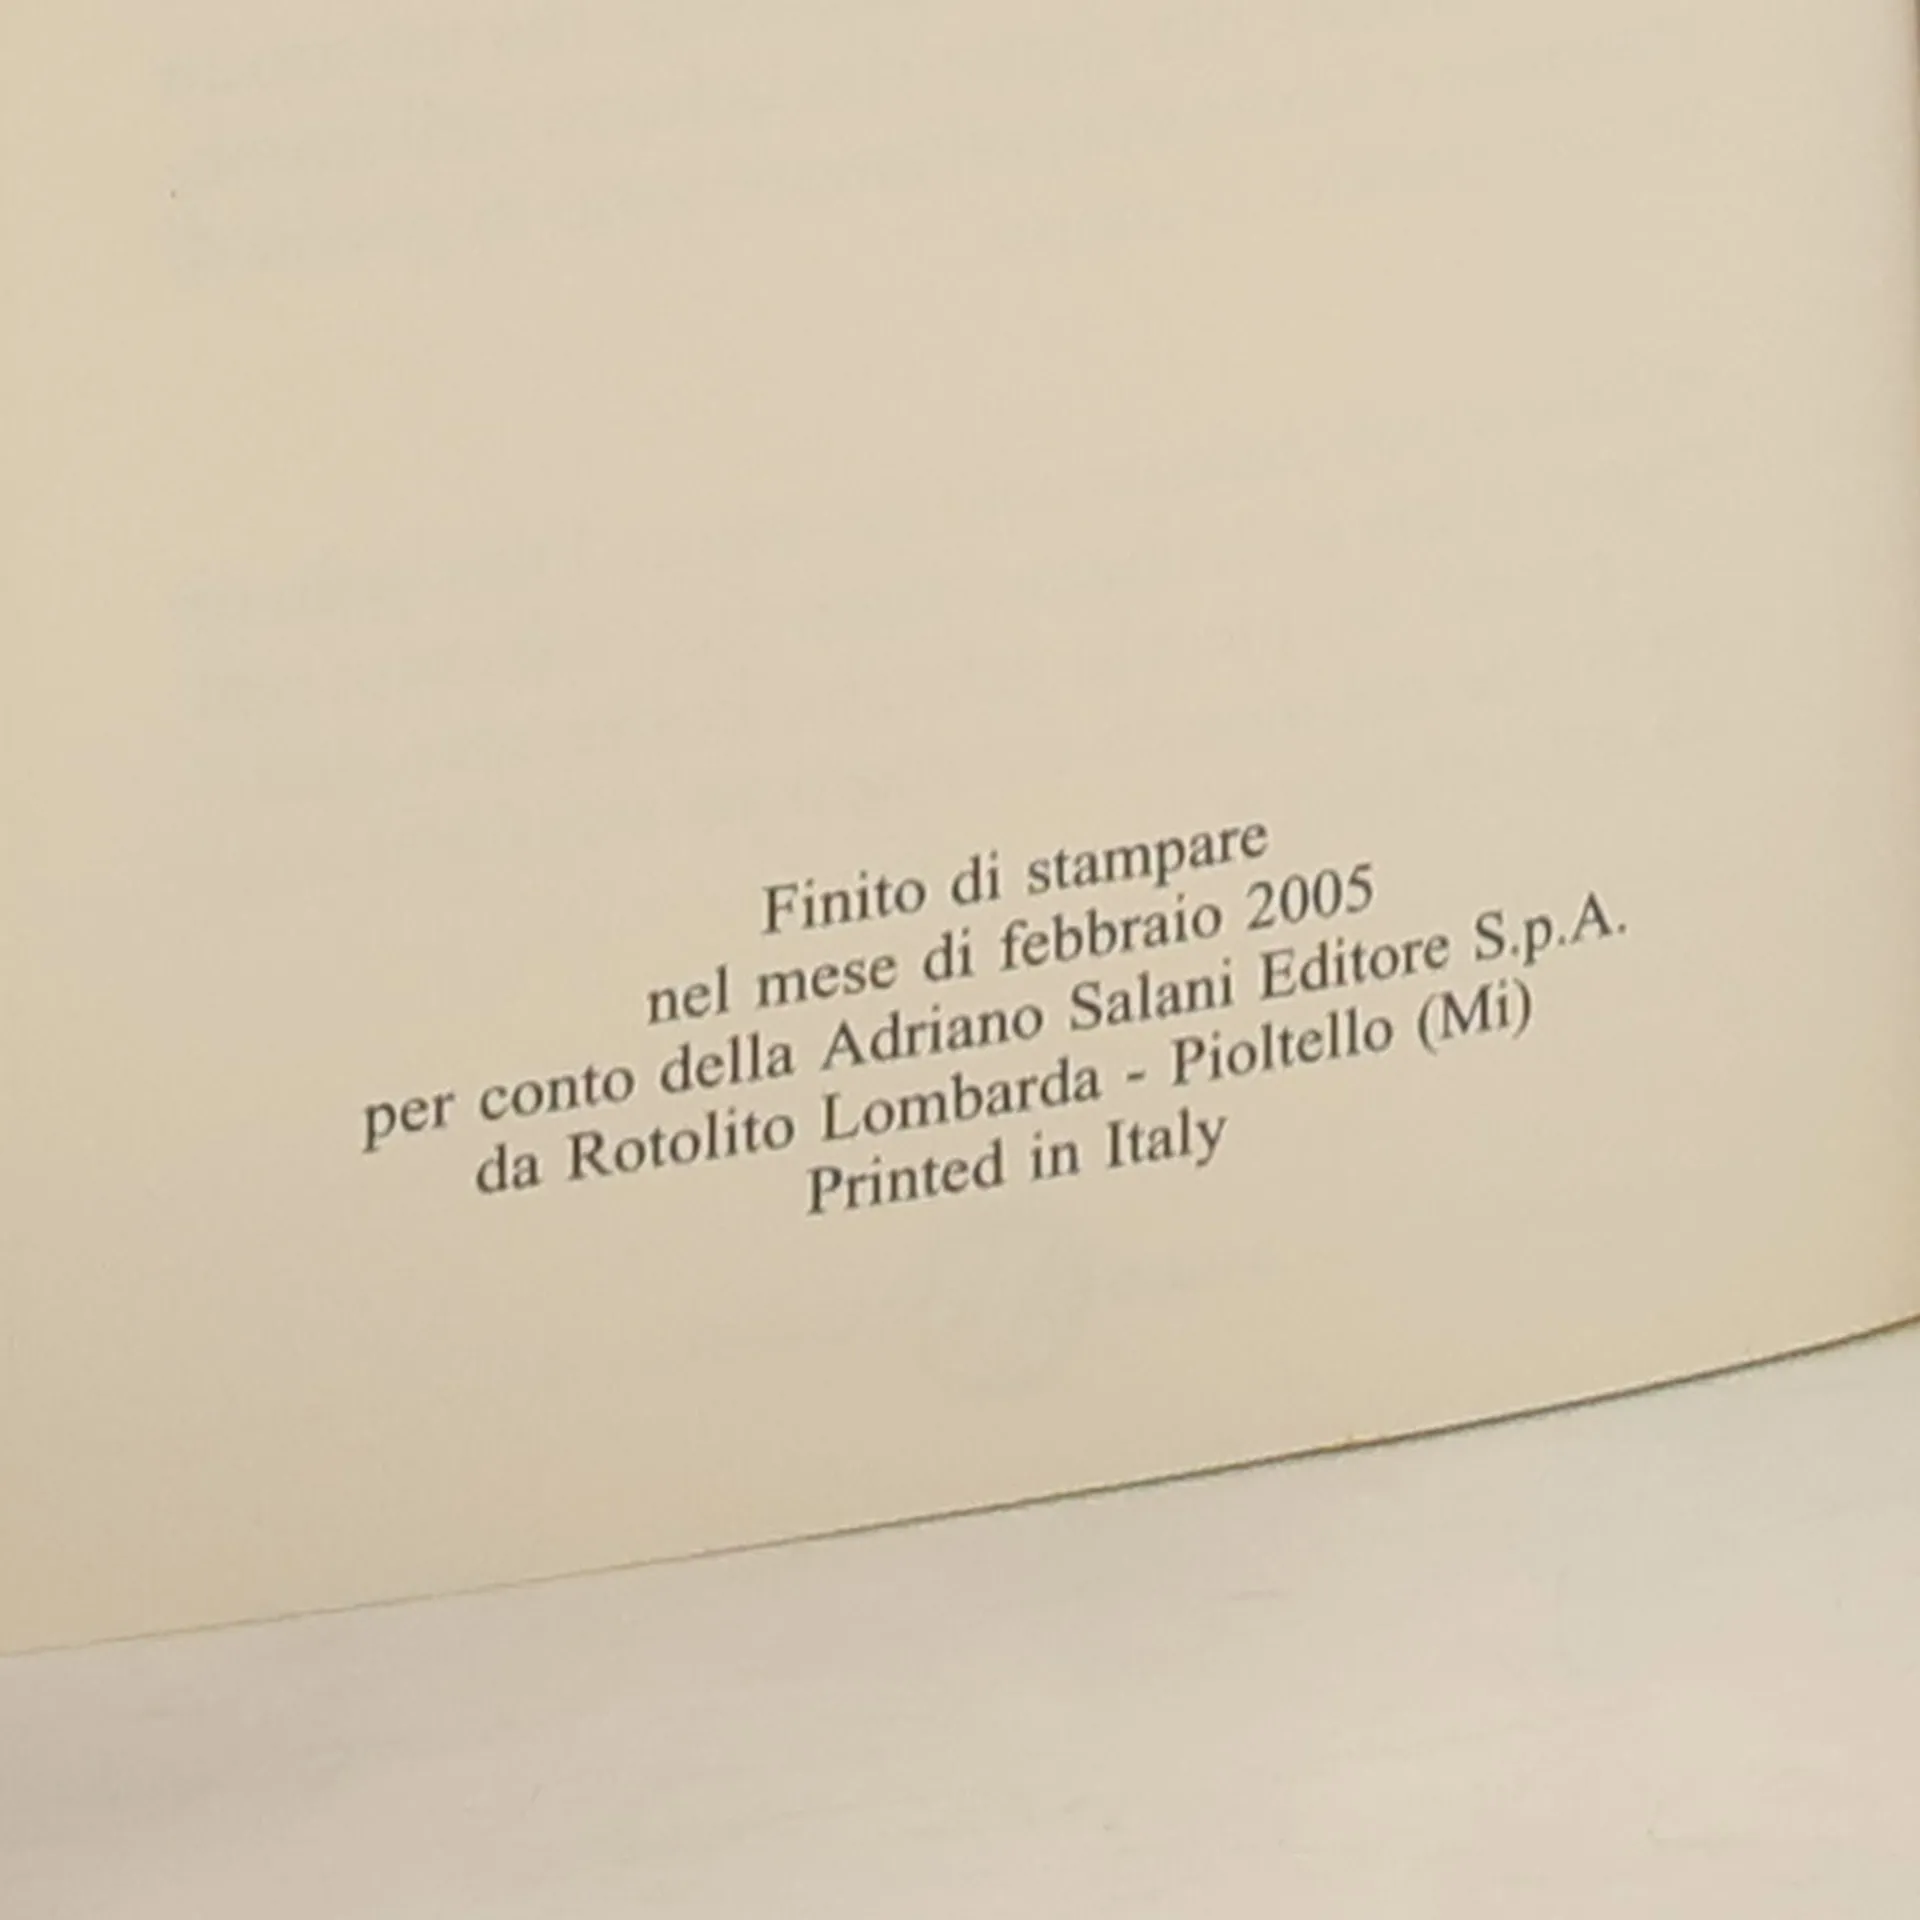 Finito di stampare
nel mese di febbraio 2005
per conto della Adriano Salani Editore S.p.A.
da Rotolito Lombarda - Pioltello (Mi)
Printed in Italy